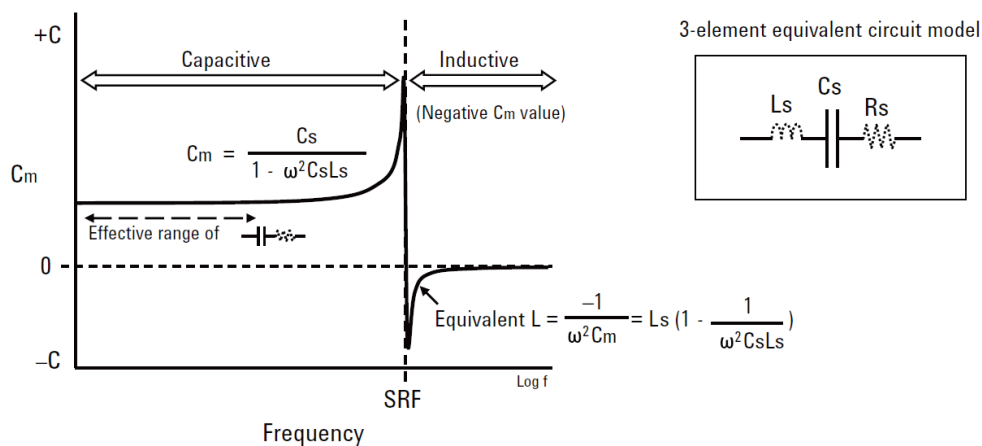 +C
3-element equivalent circuit model
Capacitive
Inductive
(Negative Cm value)
Cs
Ls
Rs
Cm = Cs / 1 - ω²CsLs
Cm
Effective range of
0
Equivalent L = –1 / ω²Cm = Ls (1 - 1 / ω²CsLs )
–C
Log f
SRF
Frequency